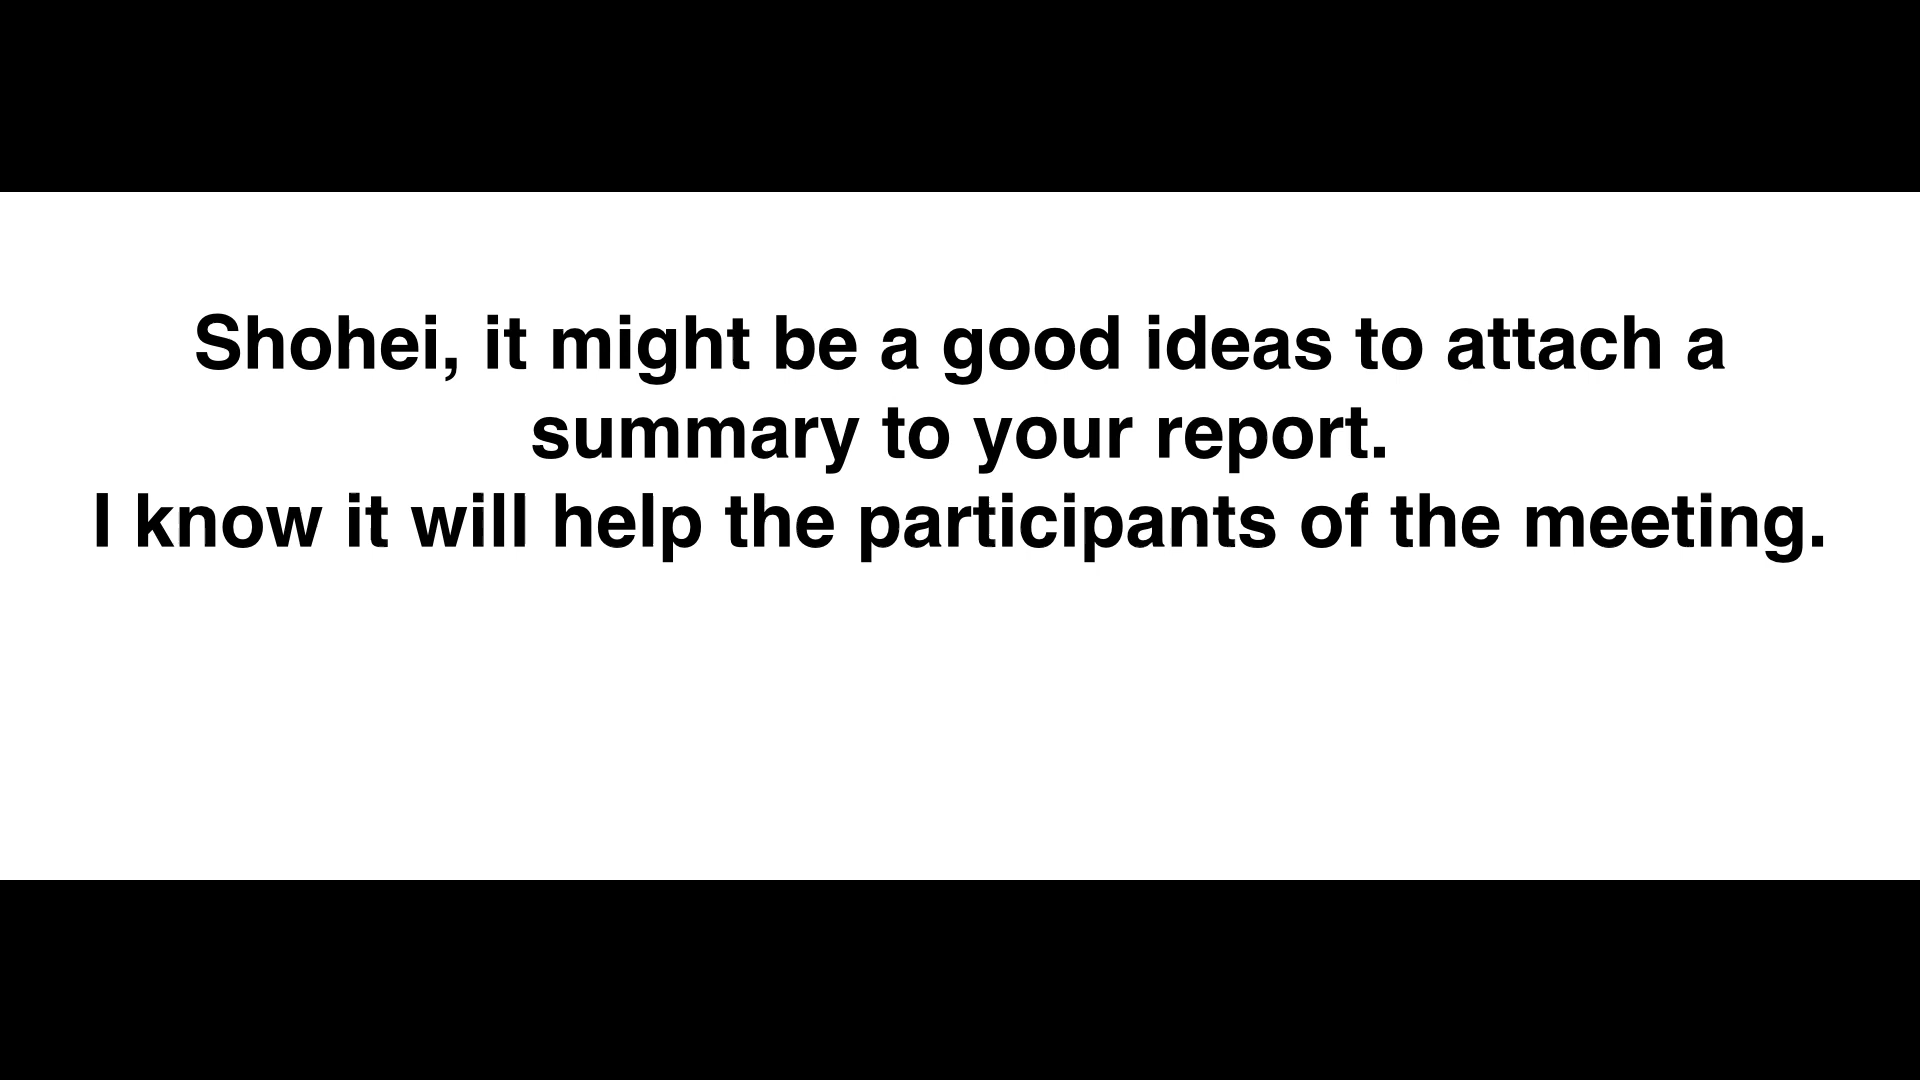 Shohei, it might be a good ideas to attach a
summary to your report.
I know it will help the participants of the meeting.